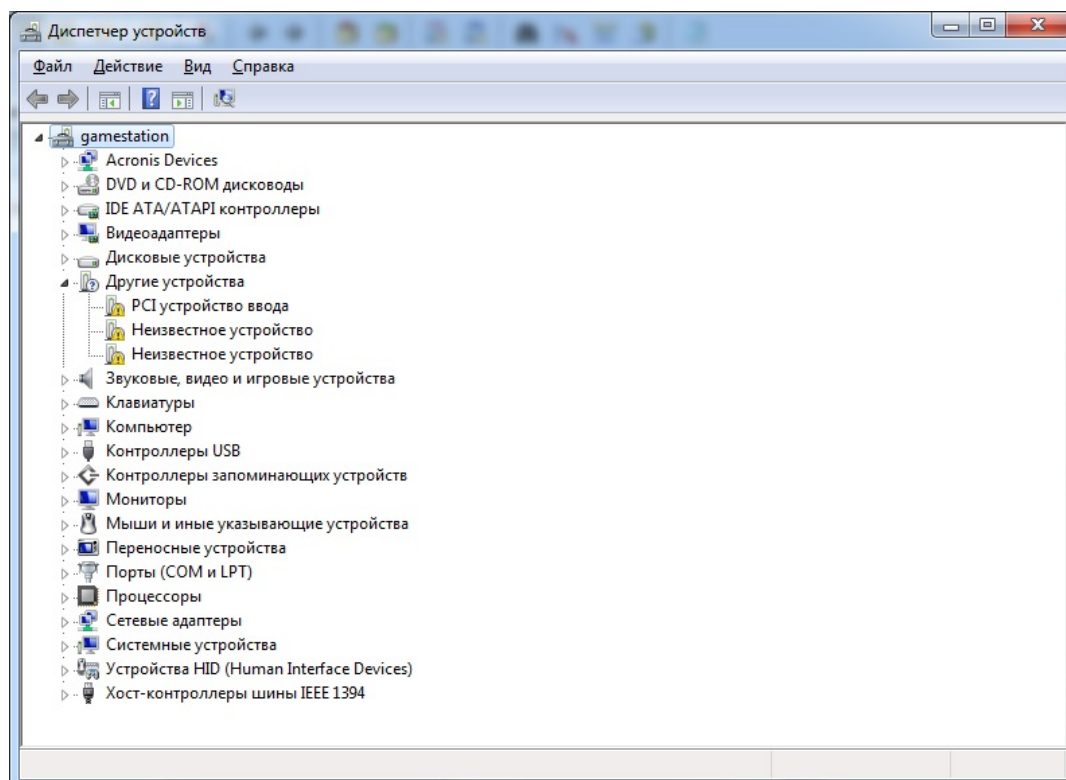 Диспетчер устройств
Файл Действие Вид Справка
gamestation
Acronis Devices
DVD и CD-ROM дисководы
IDE ATA/ATAPI контроллеры
Видеоадаптеры
Дисковые устройства
Другие устройства
PCI устройство ввода
Неизвестное устройство
Неизвестное устройство
Звуковые, видео и игровые устройства
Клавиатуры
Компьютер
Контроллеры USB
Контроллеры запоминающих устройств
Мониторы
Мыши и иные указывающие устройства
Переносные устройства
Порты (COM и LPT)
Процессоры
Сетевые адаптеры
Системные устройства
Устройства HID (Human Interface Devices)
Хост-контроллеры шины IEEE 1394